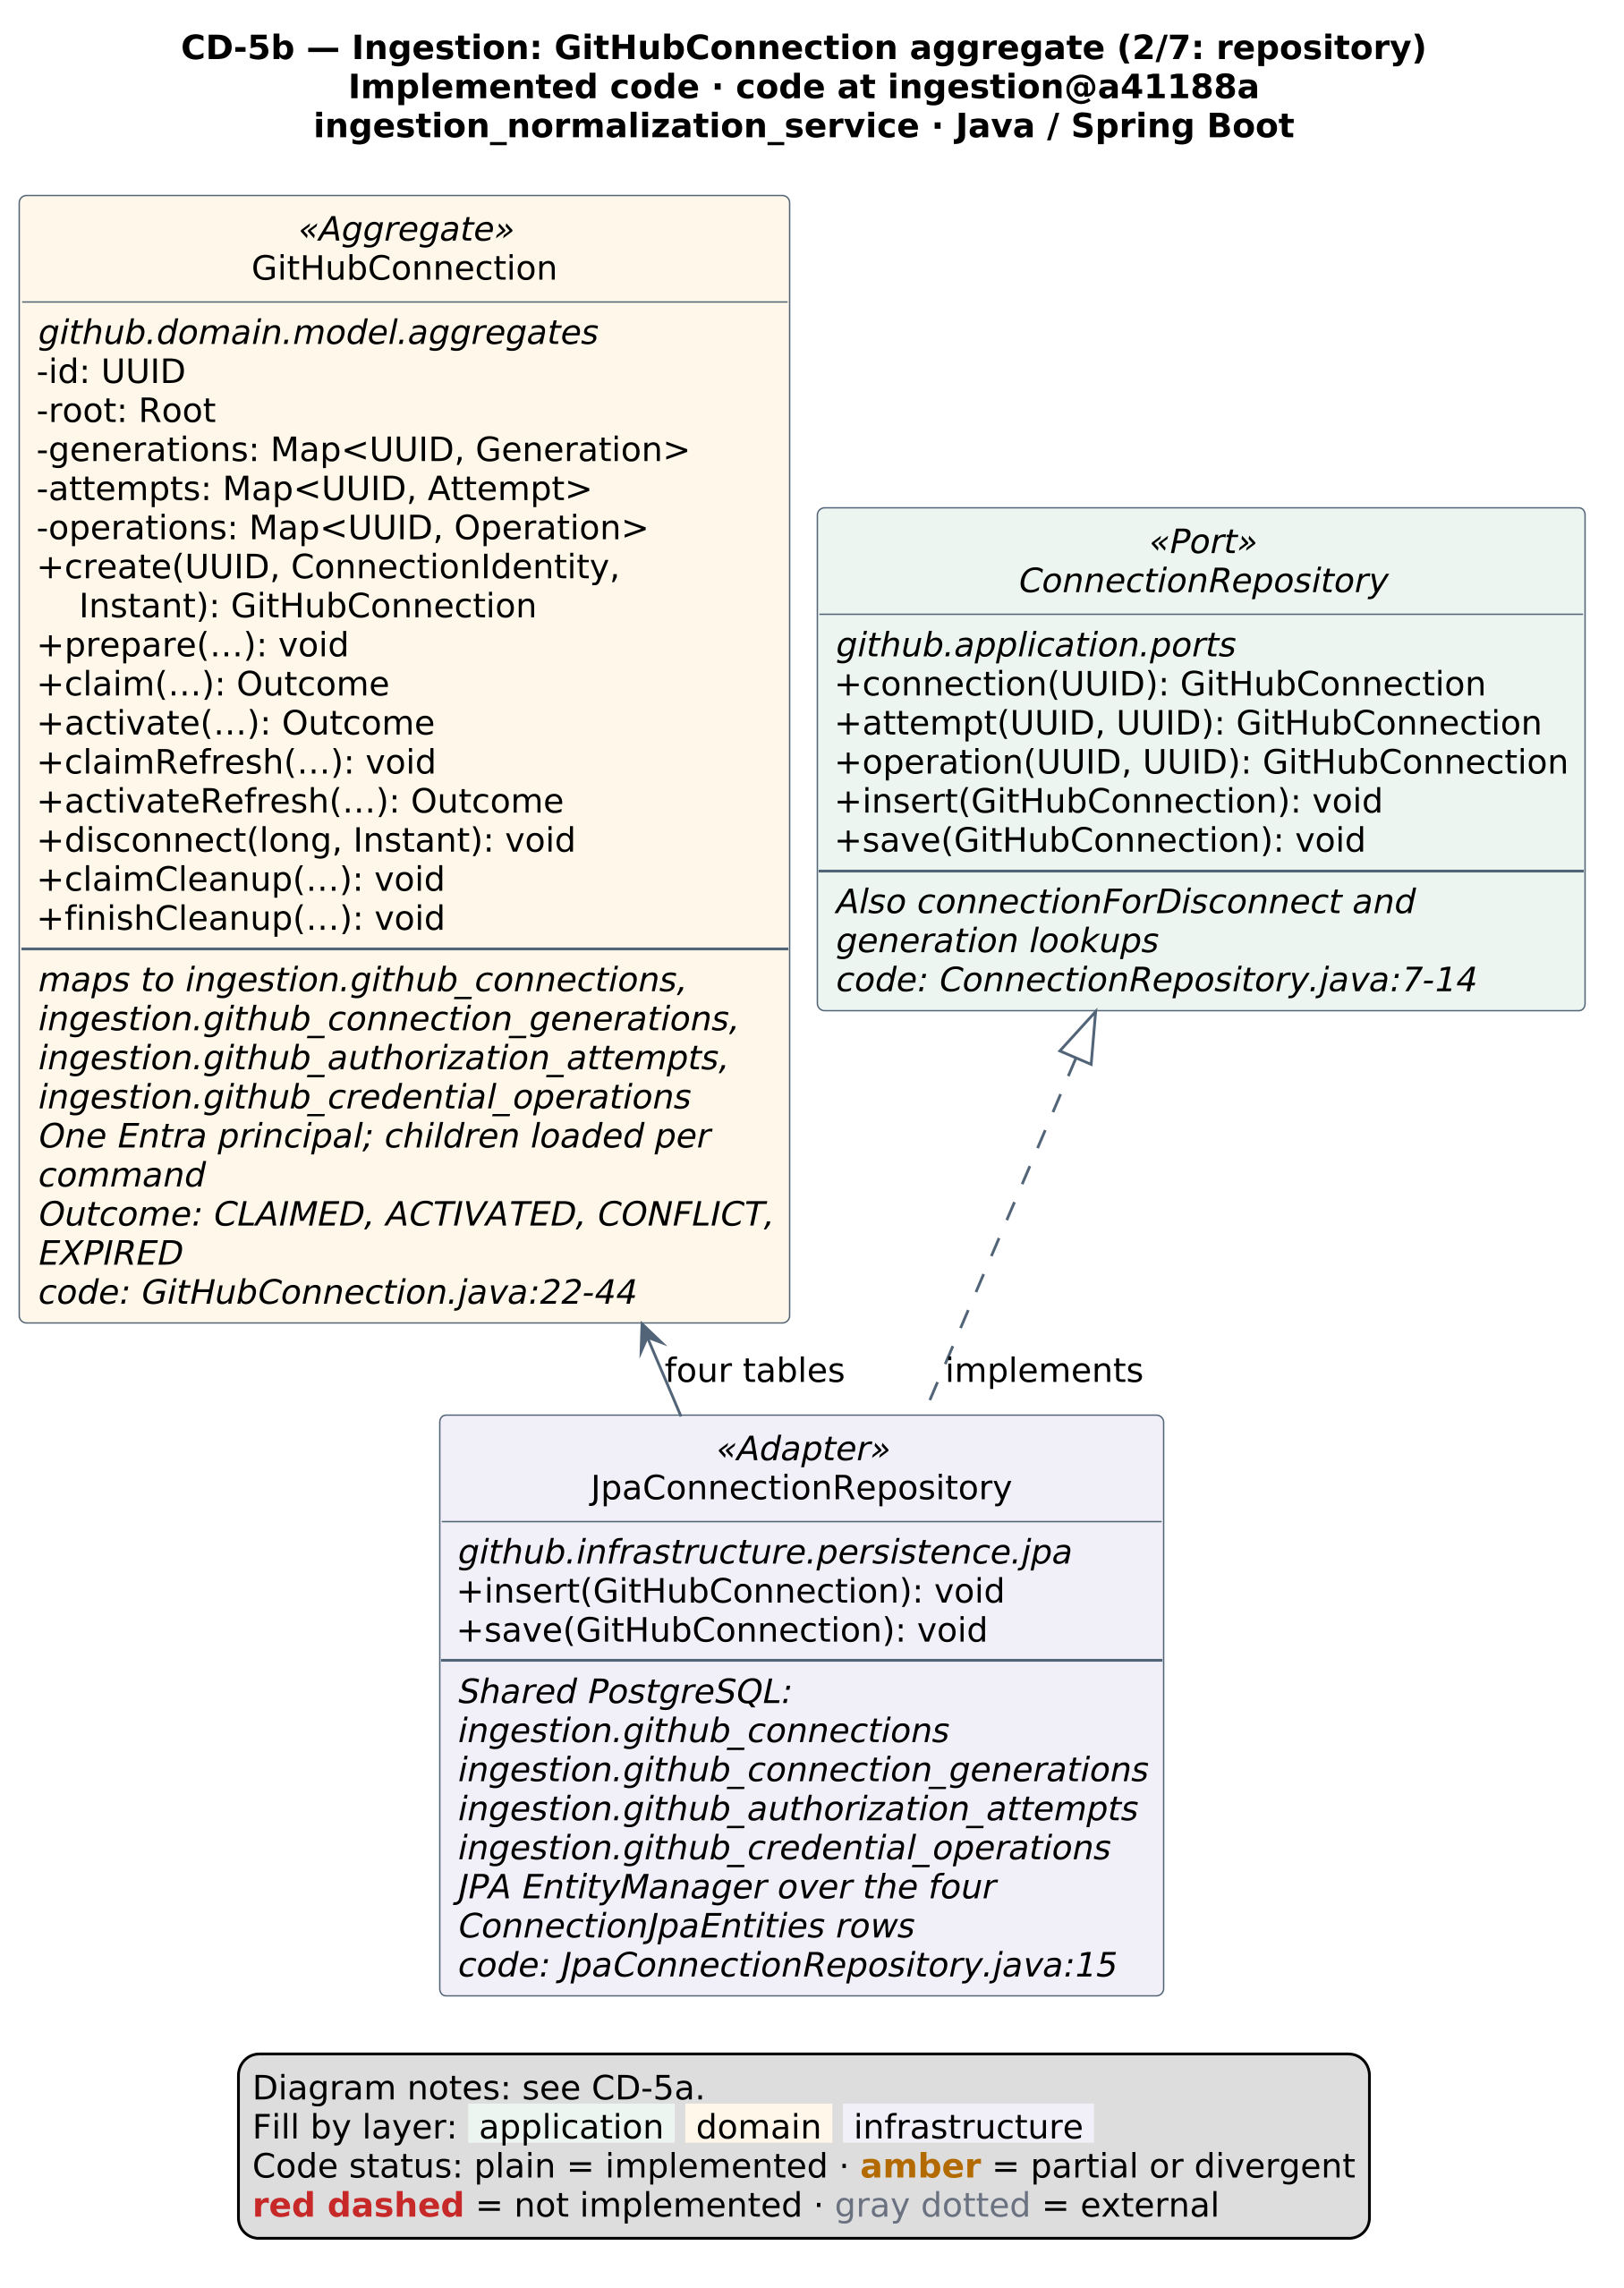 CD-5b — Ingestion: GitHubConnection aggregate (2/7: repository)
Implemented code · code at ingestion@a41188a
ingestion_normalization_service · Java / Spring Boot
«Aggregate»
GitHubConnection
github.domain.model.aggregates
-id: UUID
-root: Root
-generations: Map<UUID, Generation>
-attempts: Map<UUID, Attempt>
-operations: Map<UUID, Operation>
+create(UUID, ConnectionIdentity,
Instant): GitHubConnection
+prepare(...): void
+claim(...): Outcome
+activate(...): Outcome
+claimRefresh(...): void
+activateRefresh(...): Outcome
+disconnect(long, Instant): void
+claimCleanup(...): void
+finishCleanup(...): void
maps to ingestion.github_connections,
ingestion.github_connection_generations,
ingestion.github_authorization_attempts,
ingestion.github_credential_operations
One Entra principal; children loaded per
command
Outcome: CLAIMED, ACTIVATED, CONFLICT,
EXPIRED
code: GitHubConnection.java:22-44
«Port»
ConnectionRepository
github.application.ports
+connection(UUID): GitHubConnection
+attempt(UUID, UUID): GitHubConnection
+operation(UUID, UUID): GitHubConnection
+insert(GitHubConnection): void
+save(GitHubConnection): void
Also connectionForDisconnect and
generation lookups
code: ConnectionRepository.java:7-14
four tables
implements
«Adapter»
JpaConnectionRepository
github.infrastructure.persistence.jpa
+insert(GitHubConnection): void
+save(GitHubConnection): void
Shared PostgreSQL:
ingestion.github_connections
ingestion.github_connection_generations
ingestion.github_authorization_attempts
ingestion.github_credential_operations
JPA EntityManager over the four
ConnectionJpaEntities rows
code: JpaConnectionRepository.java:15
Diagram notes: see CD-5a.
Fill by layer: application domain infrastructure
Code status: plain = implemented · amber = partial or divergent
red dashed = not implemented · gray dotted = external